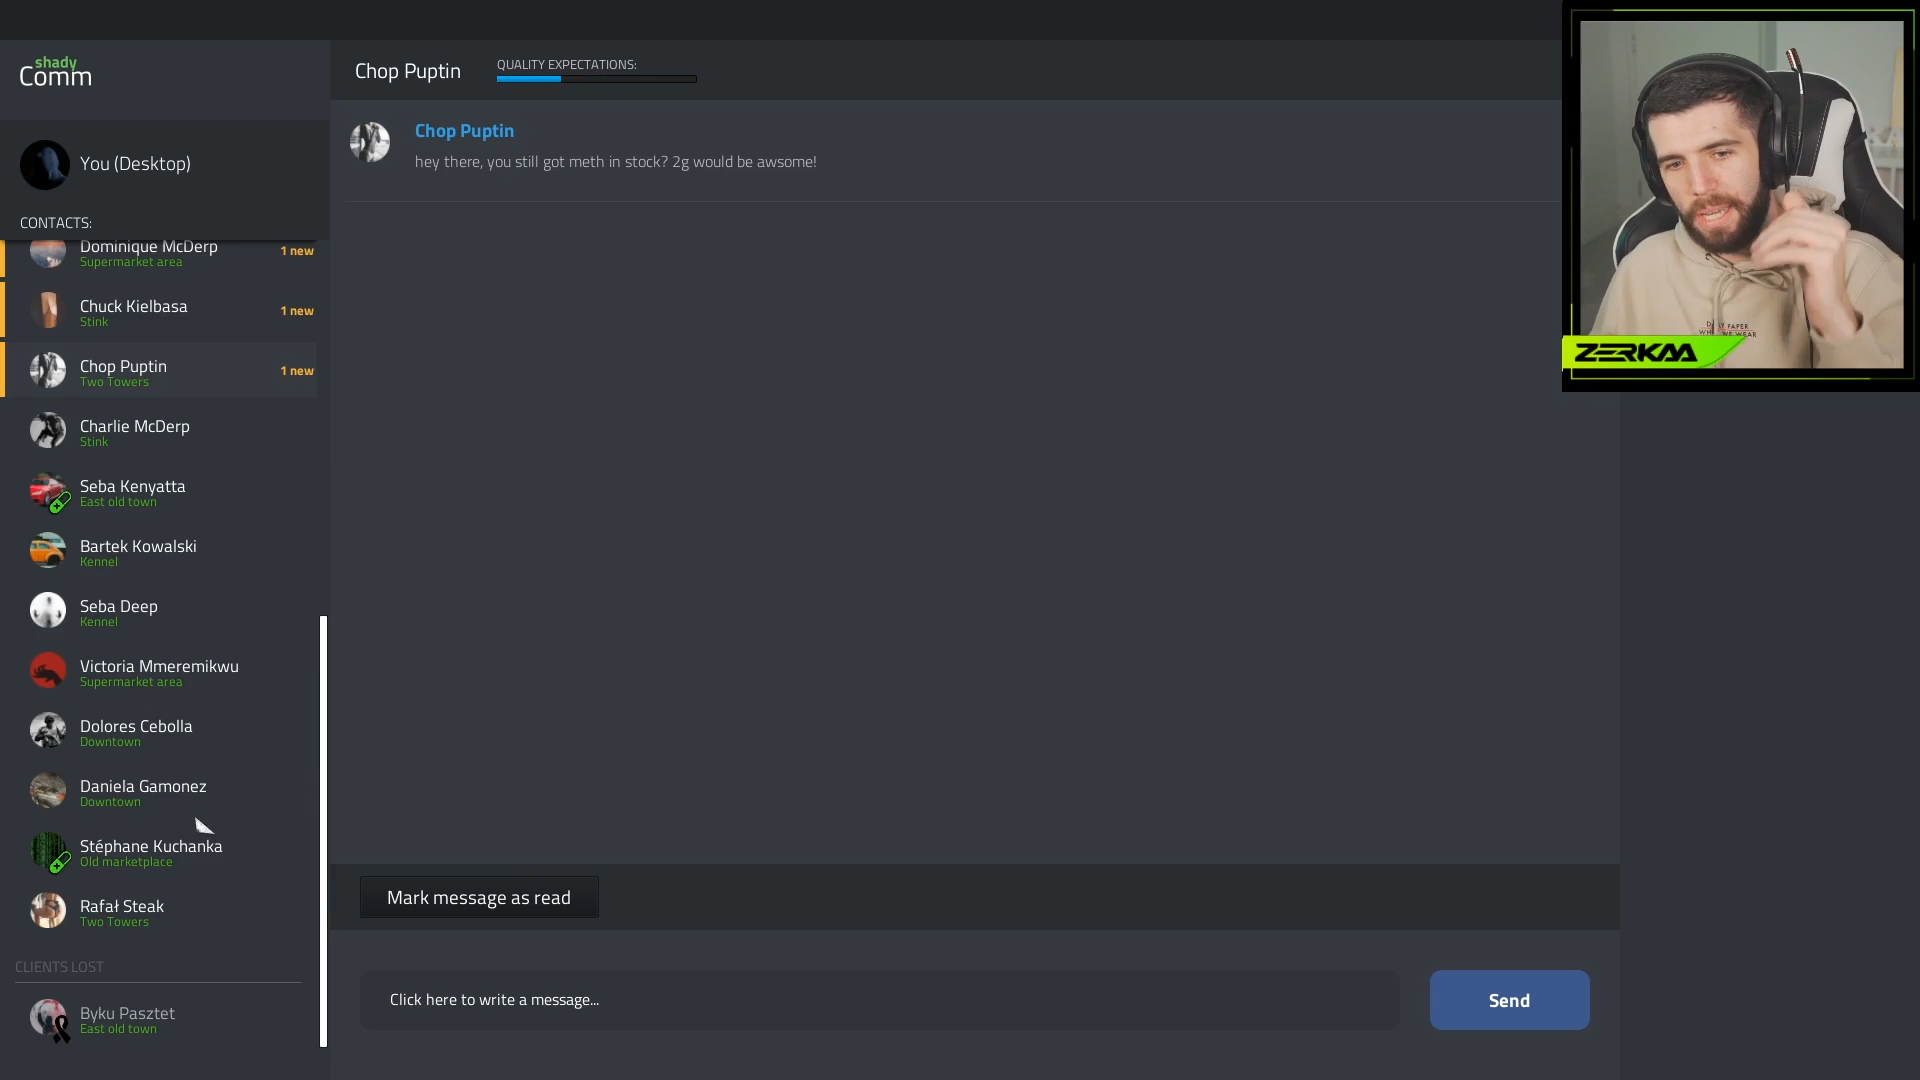 shady
Comm
You (Desktop)
CONTACTS:
Dominique McDerp
Supermarket area
1 new
Chuck Kielbasa
Stink
1 new
Chop Puptin
Two Towers
1 new
Charlie McDerp
Stink
Seba Kenyatta
East old town
Bartek Kowalski
Kennel
Seba Deep
Kennel
Victoria Mmeremikwu
Supermarket area
Dolores Cebolla
Downtown
Daniela Gamonez
Downtown
Stéphane Kuchanka
Old marketplace
Rafał Steak
Two Towers
CLIENTS LOST
Byku Pasztet
East old town
Chop Puptin
QUALITY EXPECTATIONS:
Chop Puptin
hey there, you still got meth in stock? 2g would be awsome!
Mark message as read
Click here to write a message...
Send
ZERKAA